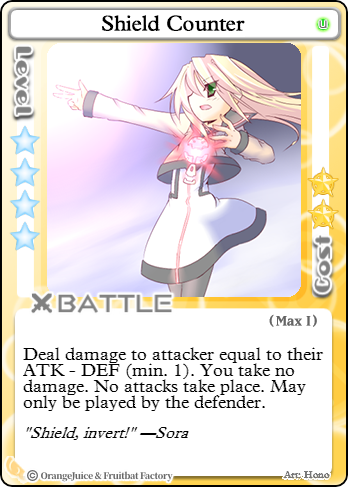 Shield Counter
U
Level
Cost
BATTLE
(Max 1)
Deal damage to attacker equal to their
ATK - DEF (min. 1). You take no
damage. No attacks take place. May
only be played by the defender.
"Shield, invert!" —Sora
© OrangeJuice & Fruitbat Factory
Art: Hono